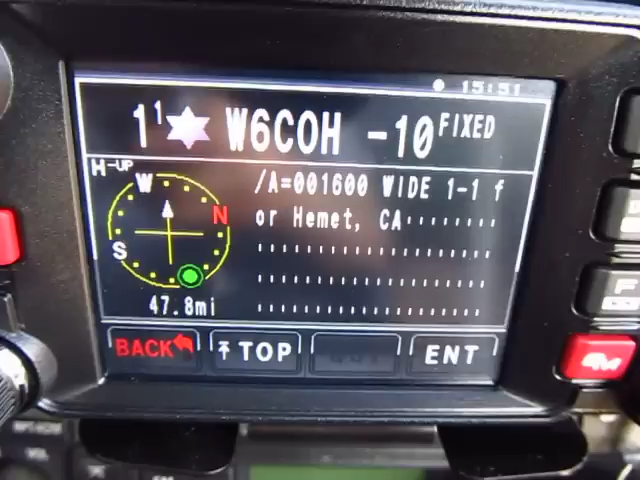 15:51
1 1 W6COH -10 FIXED
H-UP
W
N
S
/A=001600 WIDE 1-1 f
or Hemet, CA
47.8mi
BACK TOP ENT
F